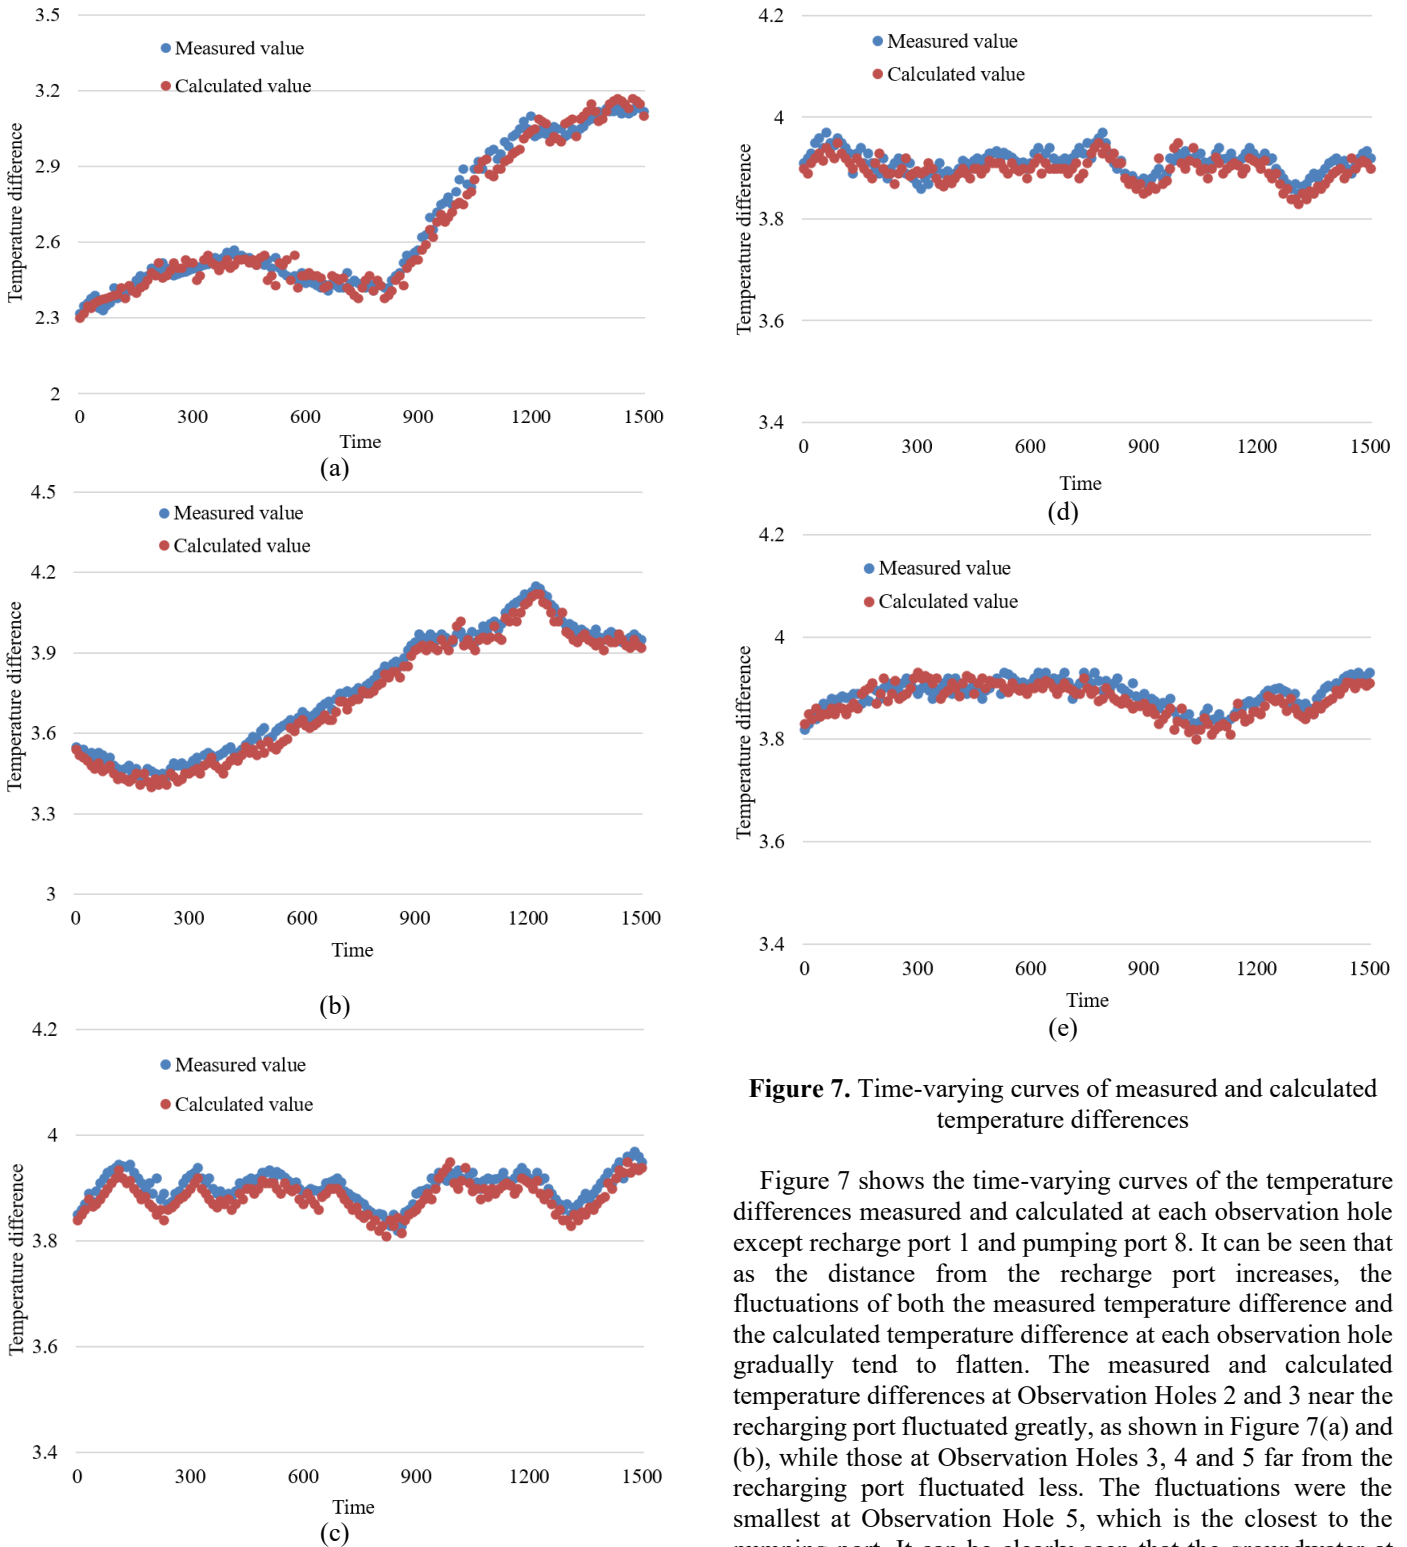 3.5
3.2
2.9
2.6
2.3
2
Measured value
Calculated value
Temperature difference
0 300 600 900 1200 1500
Time
(a)
4.5
4.2
3.9
3.6
3.3
3
Measured value
Calculated value
Temperature difference
0 300 600 900 1200 1500
Time
(b)
4.2
4
3.8
3.6
3.4
Measured value
Calculated value
Temperature difference
0 300 600 900 1200 1500
Time
(c)
4.2
4
3.8
3.6
3.4
Measured value
Calculated value
Temperature difference
0 300 600 900 1200 1500
Time
(d)
4.2
4
3.8
3.6
3.4
Measured value
Calculated value
Temperature difference
0 300 600 900 1200 1500
Time
(e)
Figure 7. Time-varying curves of measured and calculated
temperature differences
Figure 7 shows the time-varying curves of the temperature
differences measured and calculated at each observation hole
except recharge port 1 and pumping port 8. It can be seen that
as the distance from the recharge port increases, the
fluctuations of both the measured temperature difference and
the calculated temperature difference at each observation hole
gradually tend to flatten. The measured and calculated
temperature differences at Observation Holes 2 and 3 near the
recharging port fluctuated greatly, as shown in Figure 7(a) and
(b), while those at Observation Holes 3, 4 and 5 far from the
recharging port fluctuated less. The fluctuations were the
smallest at Observation Hole 5, which is the closest to the